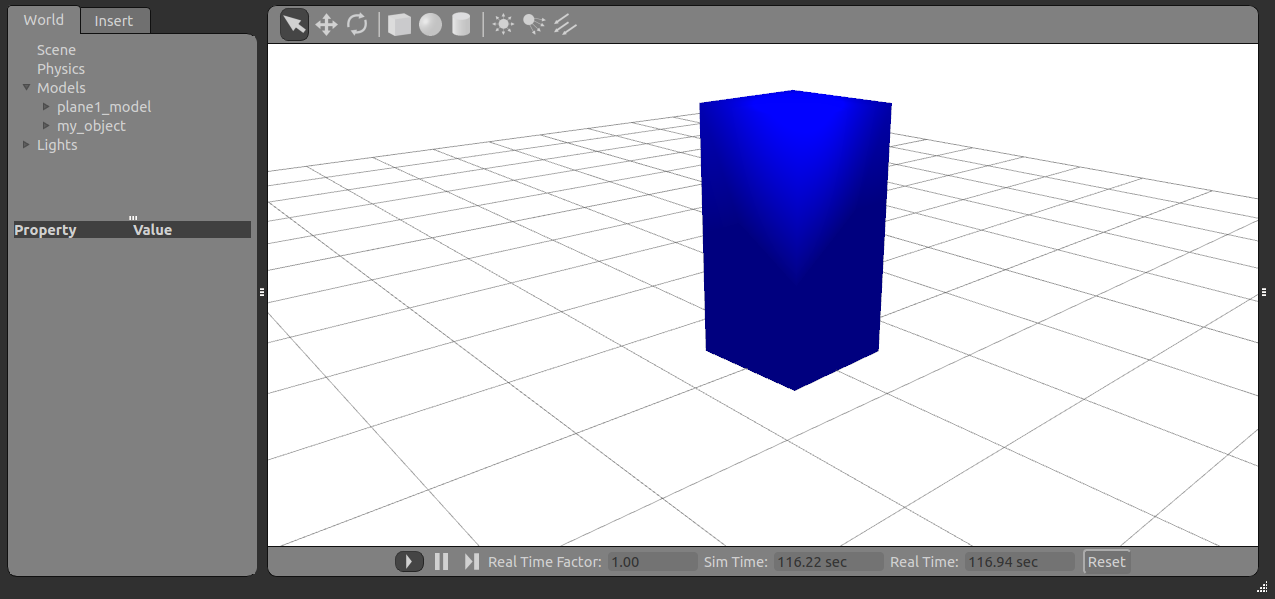 World Insert
Scene
Physics
Models
plane1_model
my_object
Lights
Property Value
Real Time Factor: 1.00 Sim Time: 116.22 sec Real Time: 116.94 sec Reset